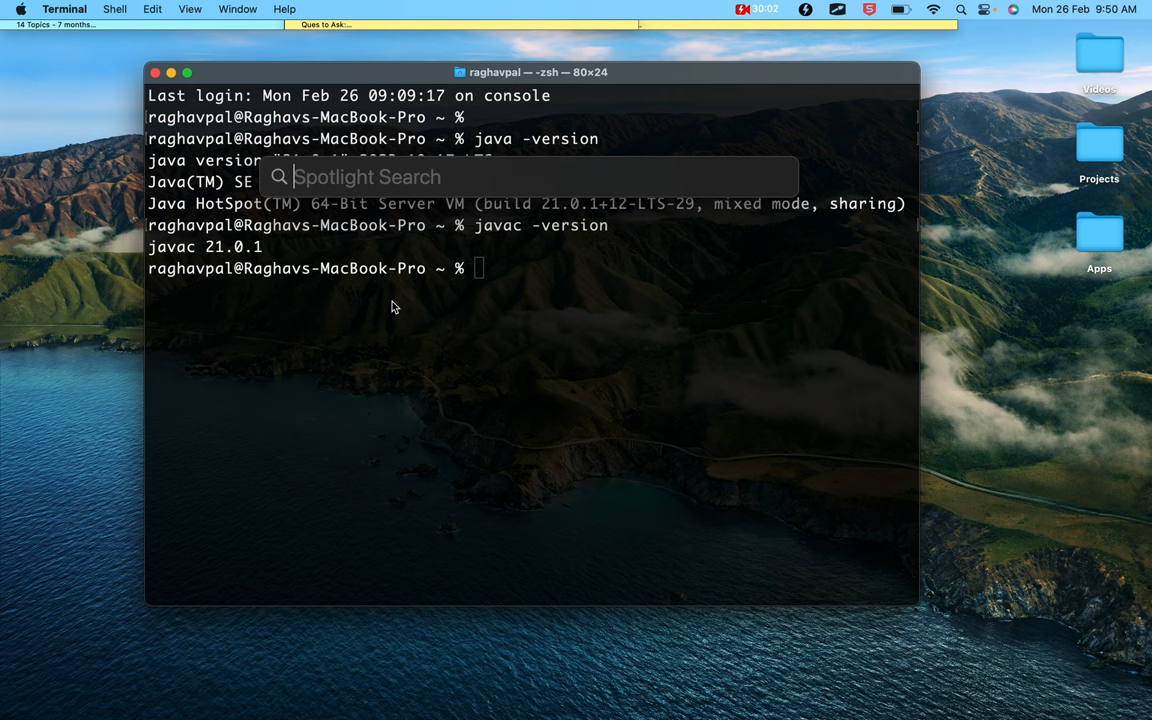 Terminal Shell Edit View Window Help 30:02 Mon 26 Feb 9:50 AM
14 Topics - 7 months... Ques to Ask:...
raghavpal — -zsh — 80×24
Last login: Mon Feb 26 09:09:17 on console
raghavpal@Raghavs-MacBook-Pro ~ %
raghavpal@Raghavs-MacBook-Pro ~ % java -version
java version
Java(TM) SE
Spotlight Search
Java HotSpot(TM) 64-Bit Server VM (build 21.0.1+12-LTS-29, mixed mode, sharing)
raghavpal@Raghavs-MacBook-Pro ~ % javac -version
javac 21.0.1
raghavpal@Raghavs-MacBook-Pro ~ %
Videos
Projects
Apps